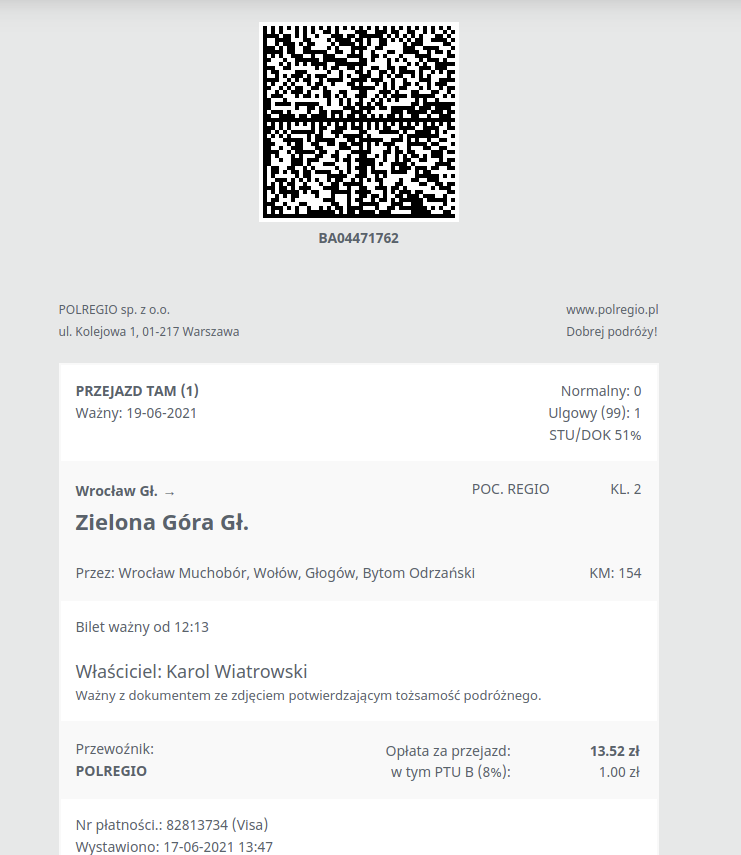 BA04471762
POLREGIO sp. z o.o.
www.polregio.pl
ul. Kolejowa 1, 01-217 Warszawa
Dobrej podróży!
PRZEJAZD TAM (1)
Normalny: 0
Ważny: 19-06-2021
Ulgowy (99): 1
STU/DOK 51%
Wrocław Gł. →
POC. REGIO
KL. 2
Zielona Góra Gł.
Przez: Wrocław Muchobór, Wołów, Głogów, Bytom Odrzański
KM: 154
Bilet ważny od 12:13
Właściciel: Karol Wiatrowski
Ważny z dokumentem ze zdjęciem potwierdzającym tożsamość podróżnego.
Przewoźnik:
POLREGIO
Opłata za przejazd:
13.52 zł
w tym PTU B (8%):
1.00 zł
Nr płatności.: 82813734 (Visa)
Wystawiono: 17-06-2021 13:47